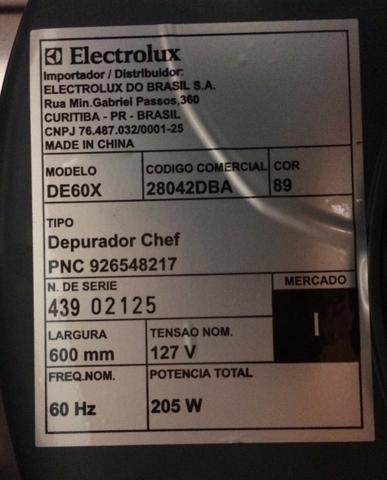 Electrolux
Importador / Distribuidor:
ELECTROLUX DO BRASIL S.A.
Rua Min.Gabriel Passos,360
CURITIBA - PR - BRASIL
CNPJ 76.487.032/0001-25
MADE IN CHINA
MODELO CODIGO COMERCIAL COR
DE60X 28042DBA 89
TIPO
Depurador Chef
PNC 926548217
N. DE SERIE MERCADO
439 02125 I
LARGURA TENSAO NOM.
600 mm 127 V
FREQ.NOM. POTENCIA TOTAL
60 Hz 205 W